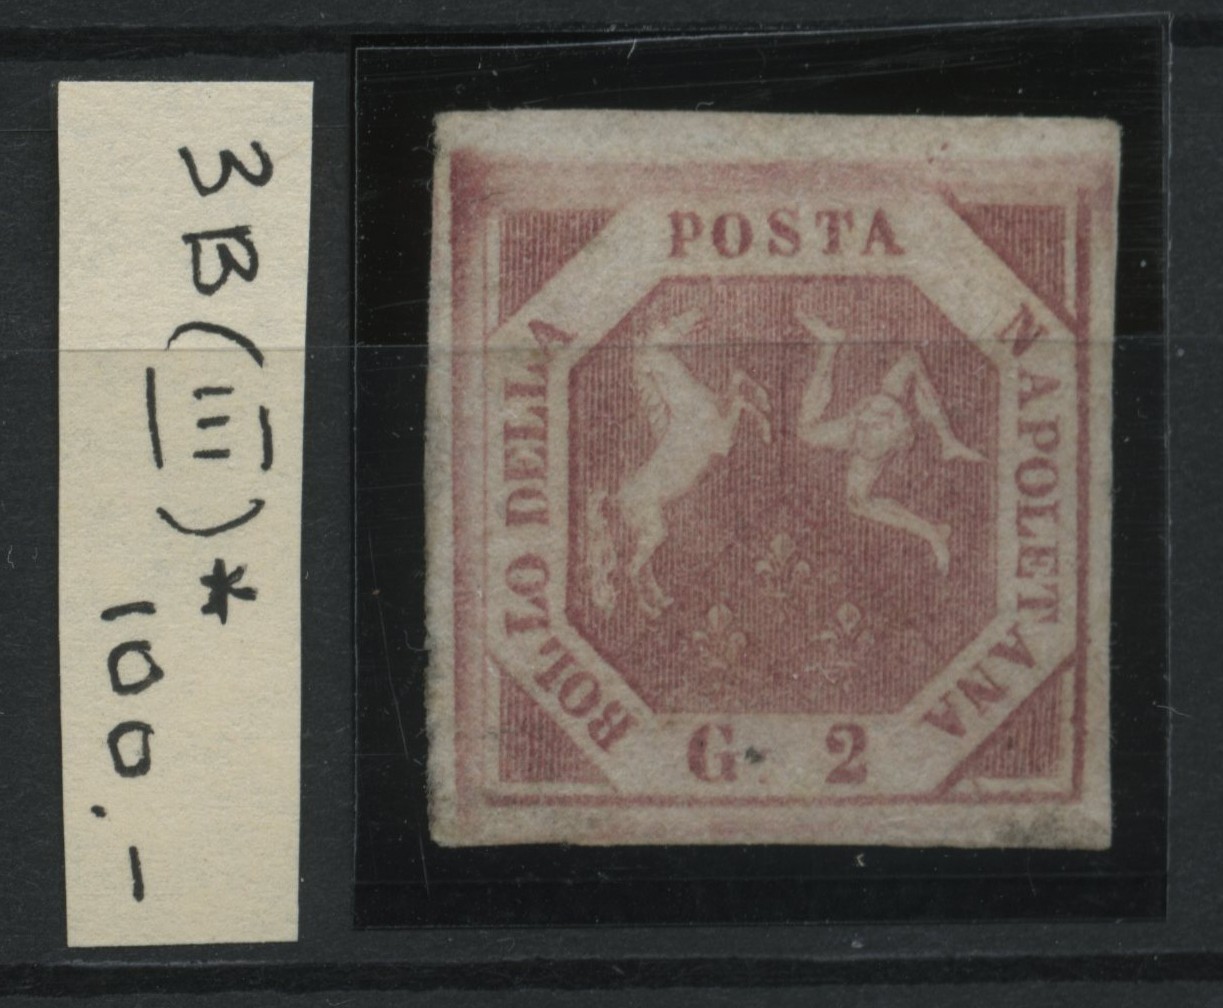 3B (III) *
100.-
BOLLO DELLA
POSTA
NAPOLETANA
G. 2